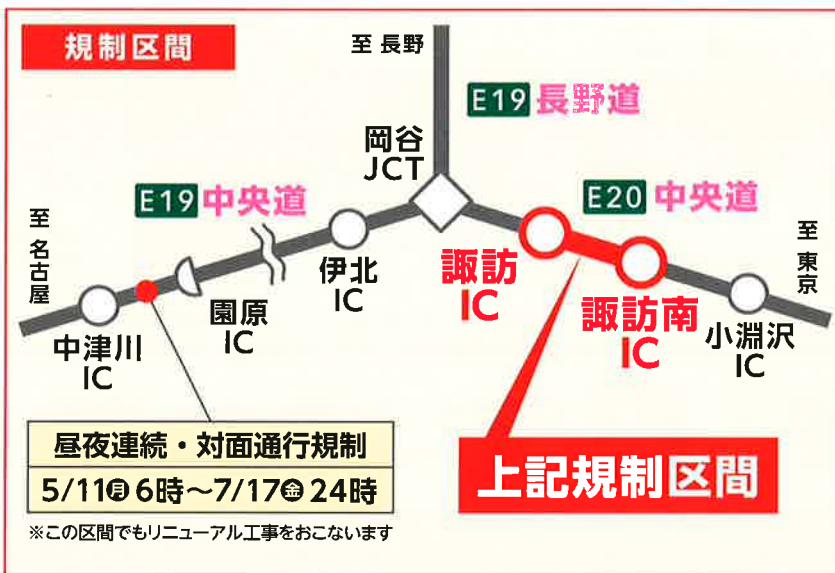 規制区間
至 長野
E19 長野道
岡谷
JCT
E19 中央道
E20 中央道
至 名古屋
至 東京
伊北
IC
諏訪
IC
園原
IC
諏訪南
IC
中津川
IC
小淵沢
IC
昼夜連続・対面通行規制
5/11㊊6時～7/17㊎24時
※この区間でもリニューアル工事をおこないます
上記規制区間